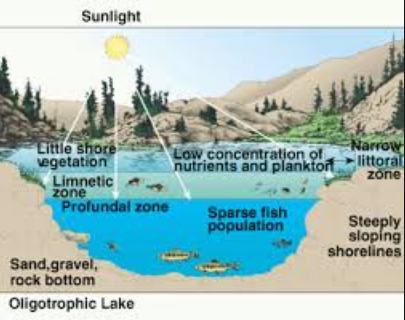 Sunlight
Little shore
vegetation
Low concentration of
nutrients and plankton
Narrow
littoral
zone
Limnetic
zone
Profundal zone
Sparse fish
population
Steeply
sloping
shorelines
Sand,gravel,
rock bottom
Oligotrophic Lake